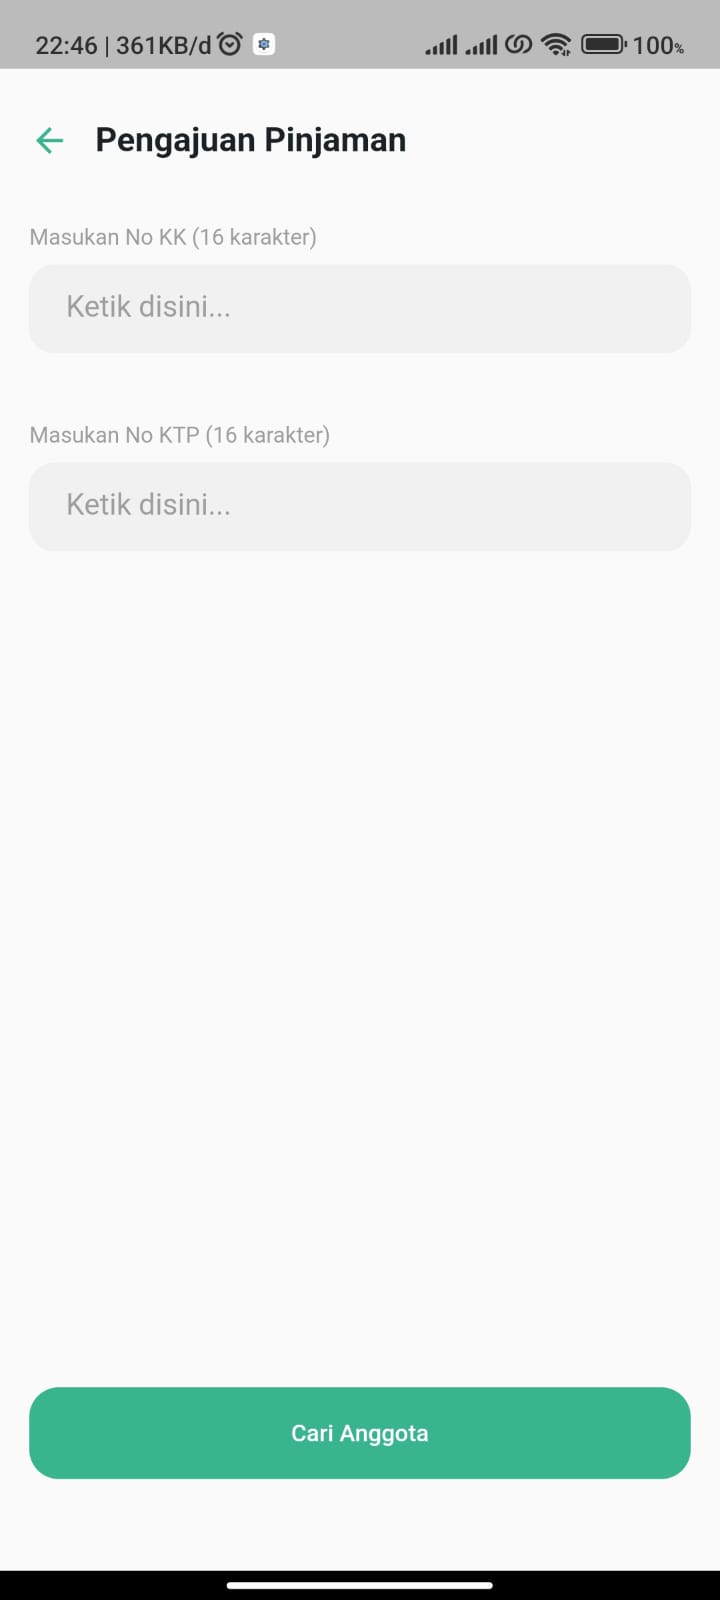 22:46 | 361KB/d 100%
Pengajuan Pinjaman
Masukan No KK (16 karakter)
Ketik disini...
Masukan No KTP (16 karakter)
Ketik disini...
Cari Anggota